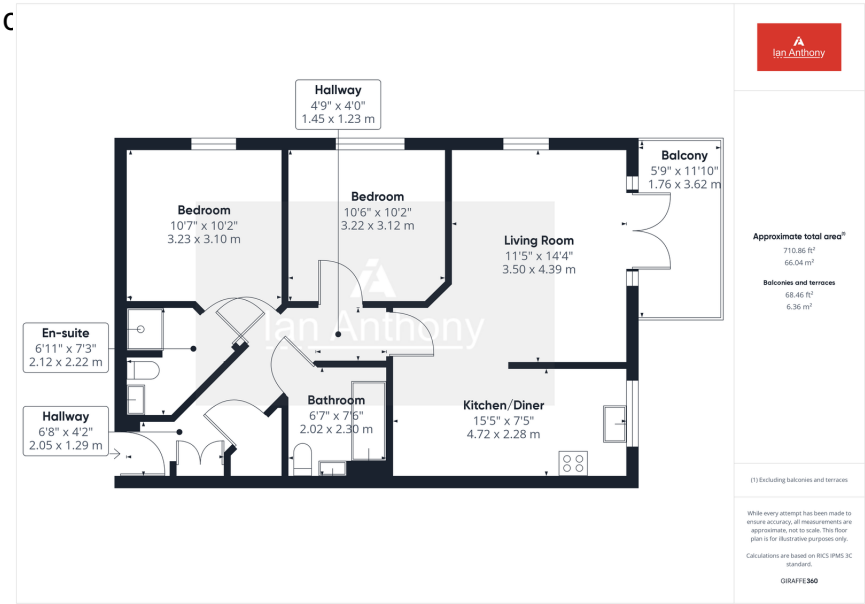 Hallway
4'9" x 4'0"
1.45 x 1.23 m
Balcony
5'9" x 11'10"
1.76 x 3.62 m
Bedroom
10'7" x 10'2"
3.23 x 3.10 m
Bedroom
10'6" x 10'2"
3.22 x 3.12 m
Living Room
11'5" x 14'4"
3.50 x 4.39 m
Ian Anthony
En-suite
6'11" x 7'3"
2.12 x 2.22 m
Hallway
6'8" x 4'2"
2.05 x 1.29 m
Bathroom
6'7" x 7'6"
2.02 x 2.30 m
Kitchen/Diner
15'5" x 7'5"
4.72 x 2.28 m
Ian Anthony
Approximate total area(1)
710.86 ft²
66.04 m²
Balconies and terraces
68.46 ft²
6.36 m²
(1) Excluding balconies and terraces
While every attempt has been made to
ensure accuracy, all measurements are
approximate, not to scale. This floor
plan is for illustrative purposes only.
Calculations are based on RICS IPMS 3C
standard.
GIRAFFE360